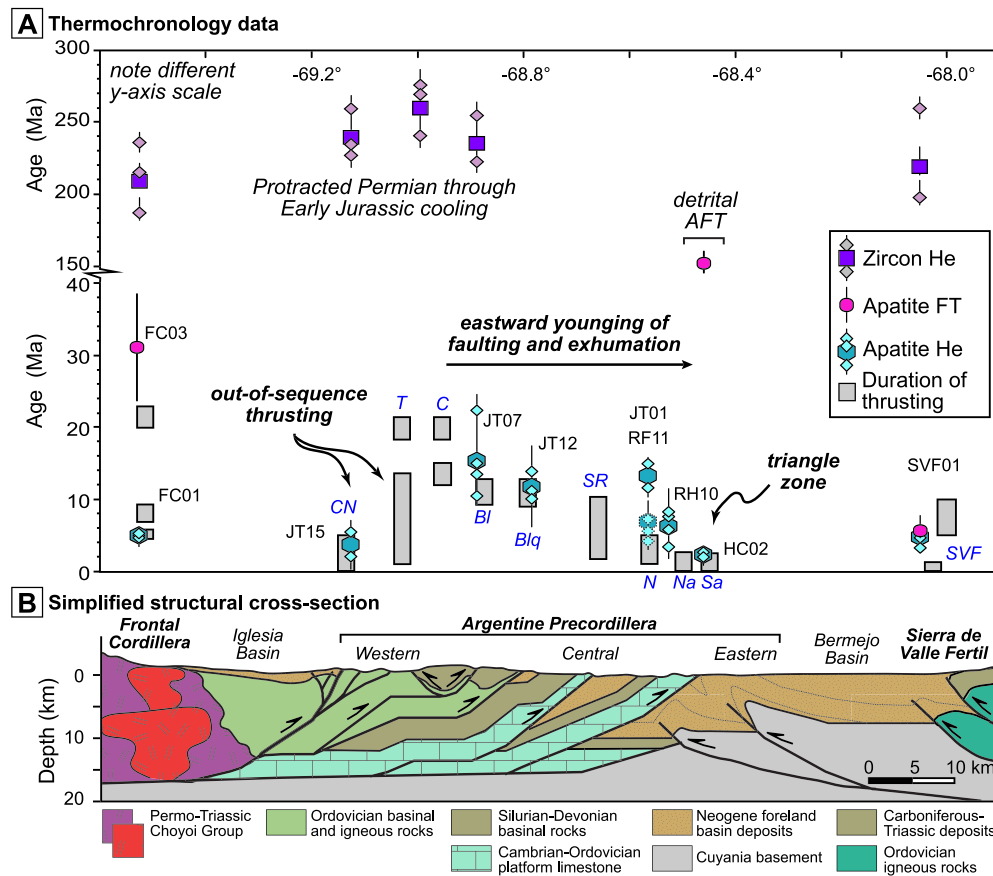 A Thermochronology data
300
250
200
150
40
30
20
10
0
Age (Ma)
Age (Ma)
-69.2°
-68.8°
-68.4°
-68.0°
note different
y-axis scale
Protracted Permian through
Early Jurassic cooling
detrital
AFT
Zircon He
Apatite FT
Apatite He
Duration of
thrusting
FC03
eastward younging of
faulting and exhumation
out-of-sequence
thrusting
T
C
JT07
JT12
JT01
RF11
triangle
zone
SVF01
FC01
CN
JT15
Bl
Blq
SR
RH10
HC02
N
Na
Sa
SVF
B Simplified structural cross-section
Frontal
Cordillera
Iglesia
Basin
Argentine Precordillera
Western
Central
Eastern
Bermejo
Basin
Sierra de
Valle Fertil
Depth (km)
0
10
20
0 5 10 km
Permo-Triassic
Choyoi Group
Ordovician basinal
and igneous rocks
Silurian-Devonian
basinal rocks
Neogene foreland
basin deposits
Carboniferous-
Triassic deposits
Cambrian-Ordovician
platform limestone
Cuyania basement
Ordovician
igneous rocks